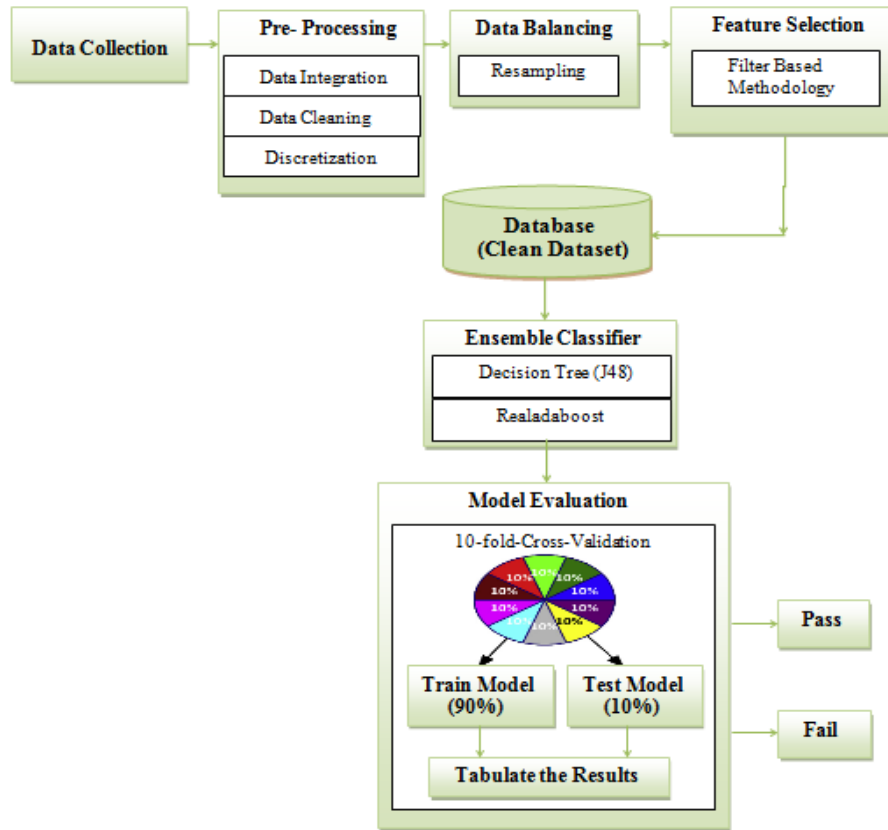 Data Collection
Pre- Processing
Data Integration
Data Cleaning
Discretization
Data Balancing
Resampling
Feature Selection
Filter Based
Methodology
Database
(Clean Dataset)
Ensemble Classifier
Decision Tree (J48)
Realadaboost
Model Evaluation
10-fold-Cross-Validation
10%
10%
10%
10%
10%
10%
10%
10%
10%
10%
Train Model
(90%)
Test Model
(10%)
Tabulate the Results
Pass
Fail